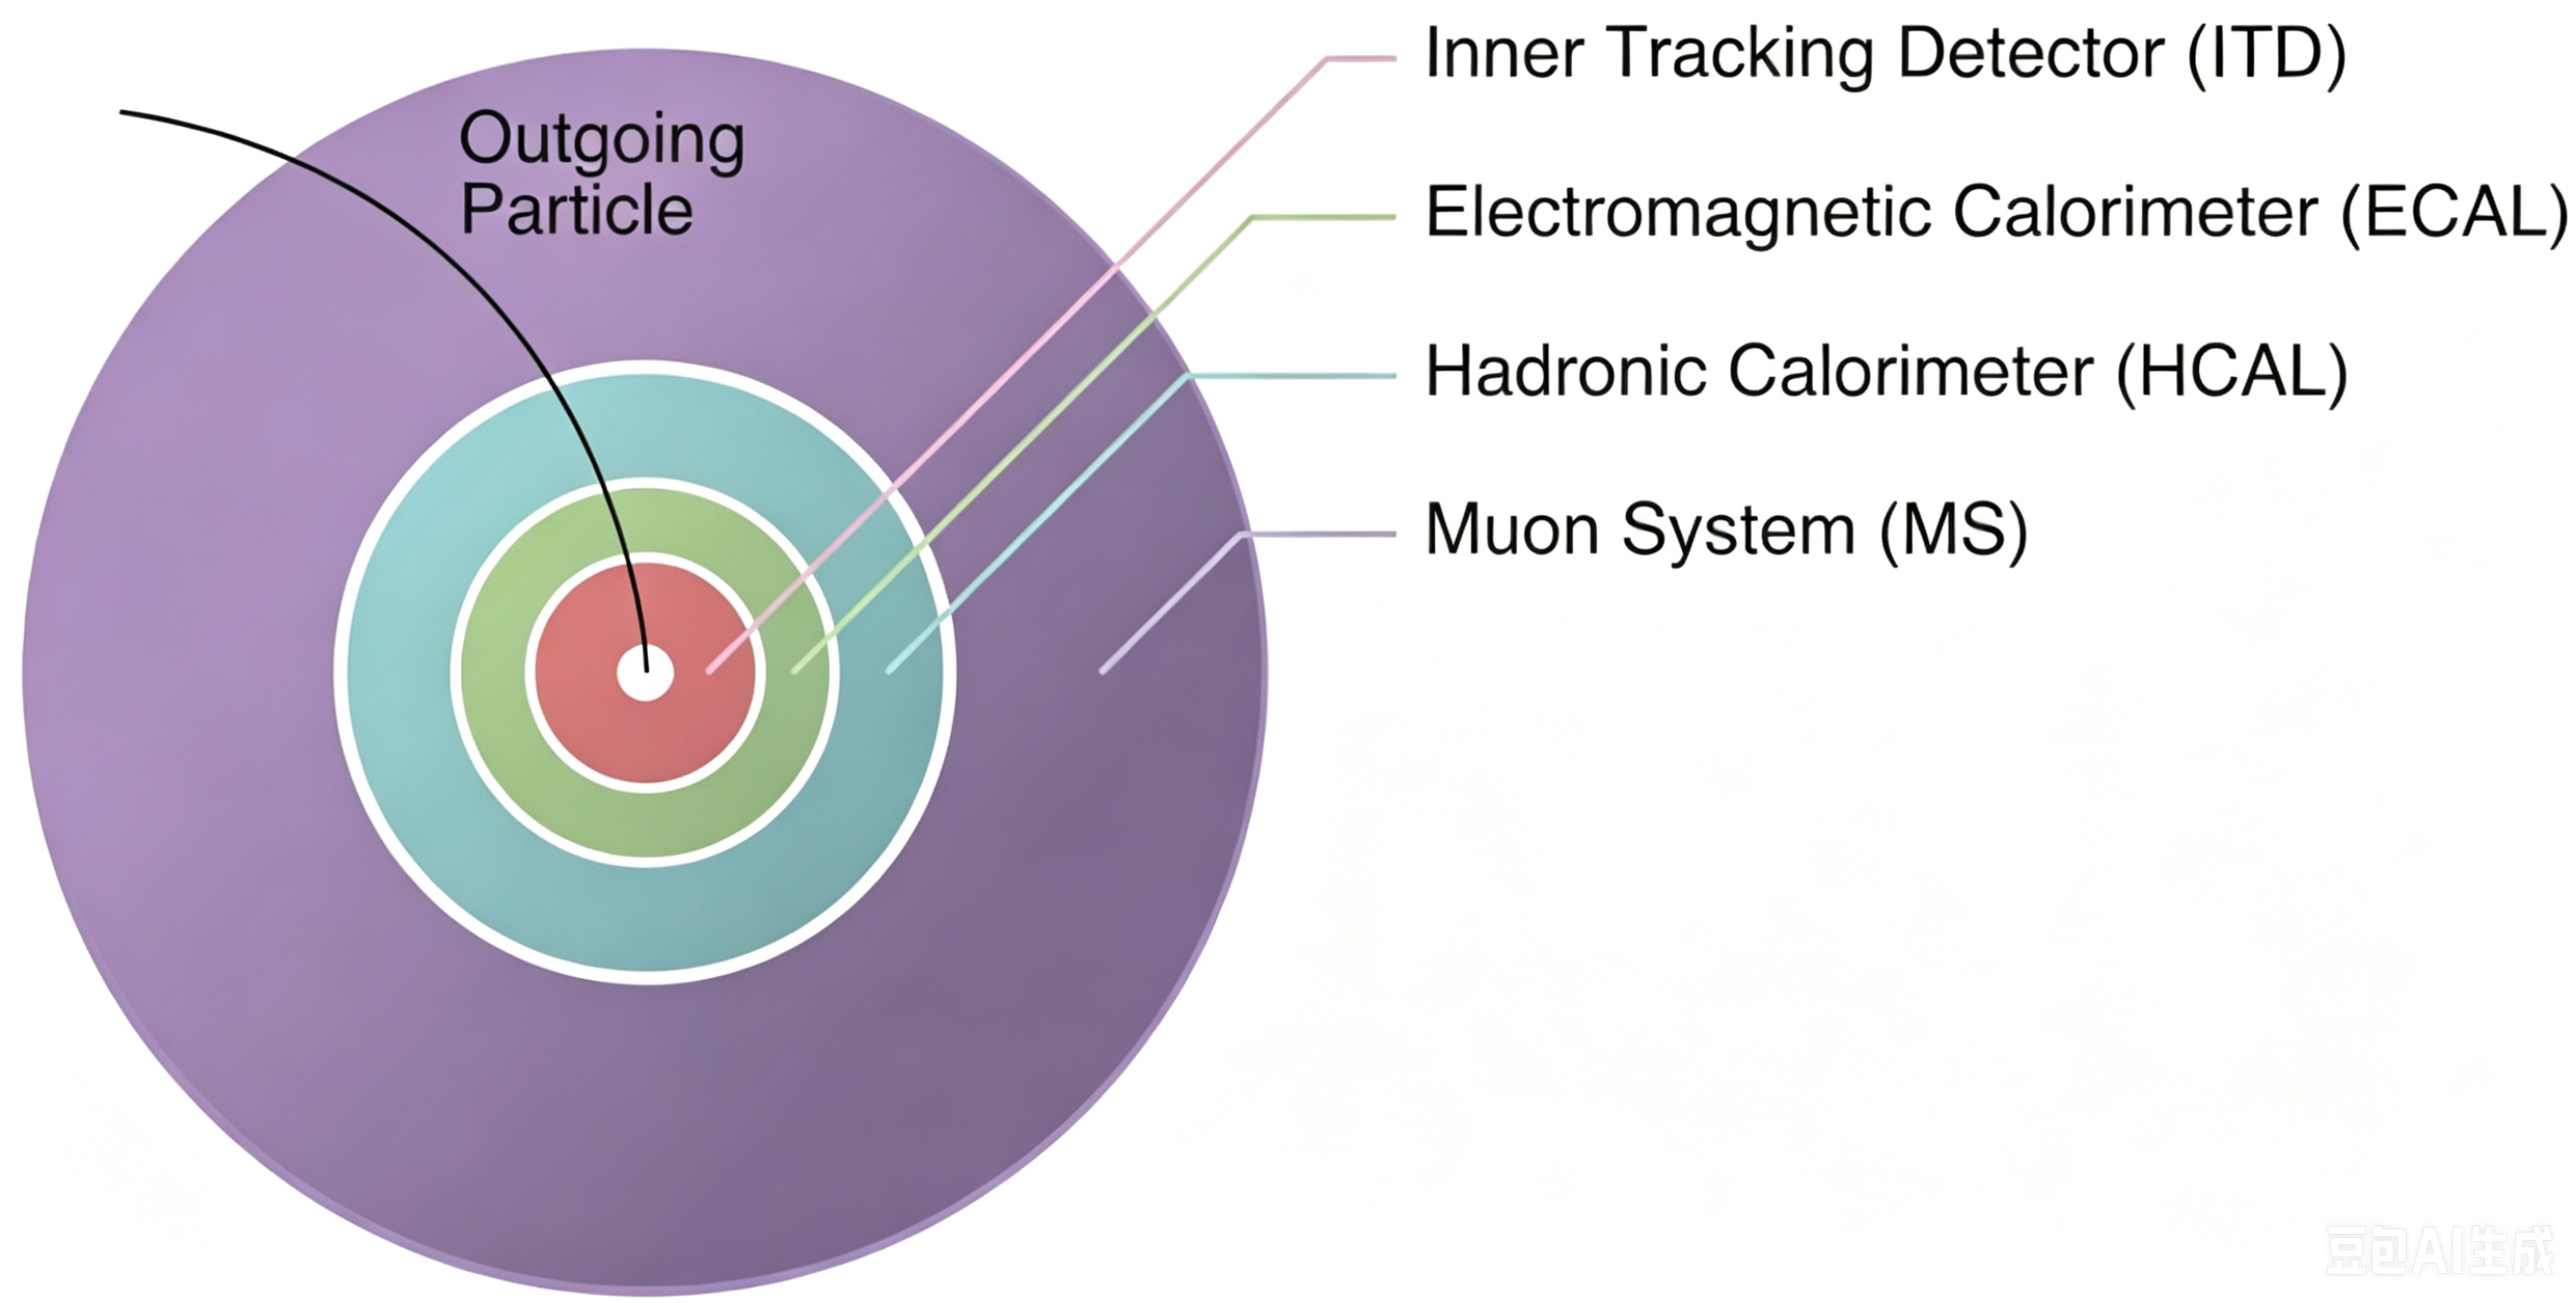 Outgoing
Particle
Inner Tracking Detector (ITD)
Electromagnetic Calorimeter (ECAL)
Hadronic Calorimeter (HCAL)
Muon System (MS)
豆包AI生成